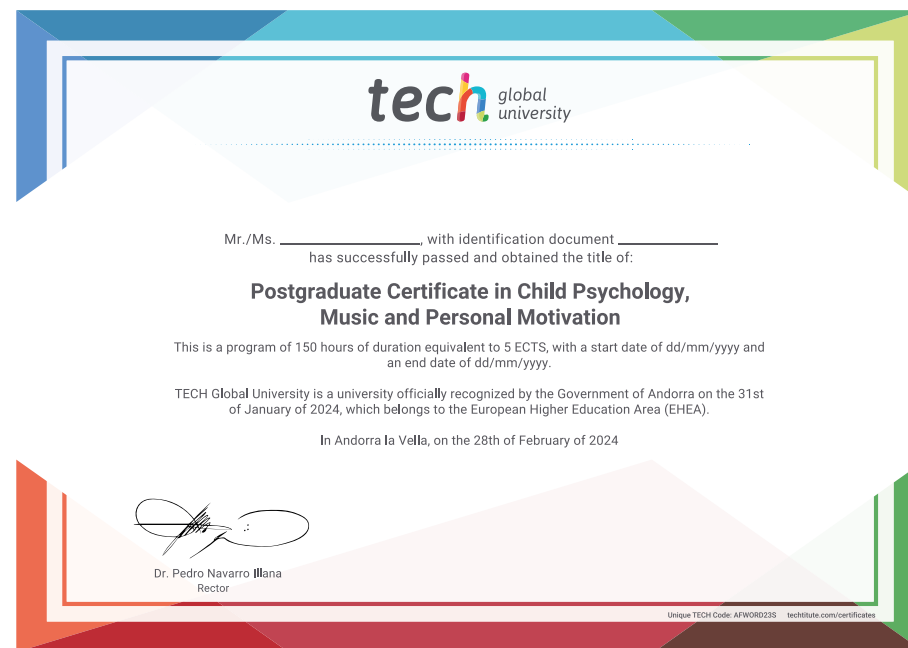 tech global
university
Mr./Ms. ____________, with identification document ____________
has successfully passed and obtained the title of:
Postgraduate Certificate in Child Psychology,
Music and Personal Motivation
This is a program of 150 hours of duration equivalent to 5 ECTS, with a start date of dd/mm/yyyy and
an end date of dd/mm/yyyy.
TECH Global University is a university officially recognized by the Government of Andorra on the 31st
of January of 2024, which belongs to the European Higher Education Area (EHEA).
In Andorra la Vella, on the 28th of February of 2024
Dr. Pedro Navarro Illana
Rector
Unique TECH Code: AFWORD23S techtitute.com/certificates